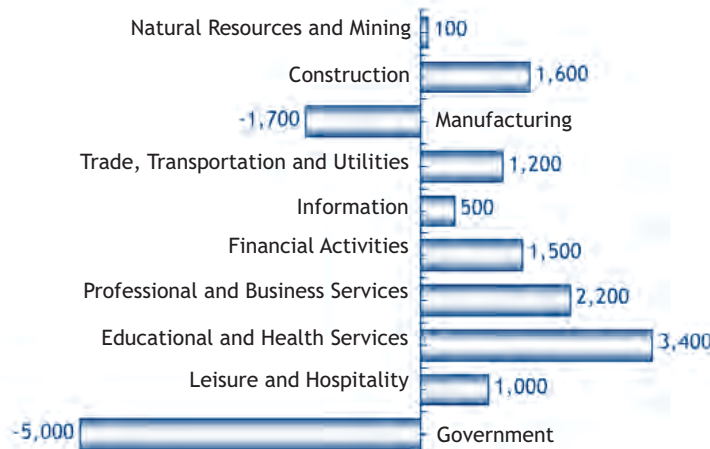 Natural Resources and Mining 100
Construction 1,600
-1,700 Manufacturing
Trade, Transportation and Utilities 1,200
Information 500
Financial Activities 1,500
Professional and Business Services 2,200
Educational and Health Services 3,400
Leisure and Hospitality 1,000
-5,000 Government